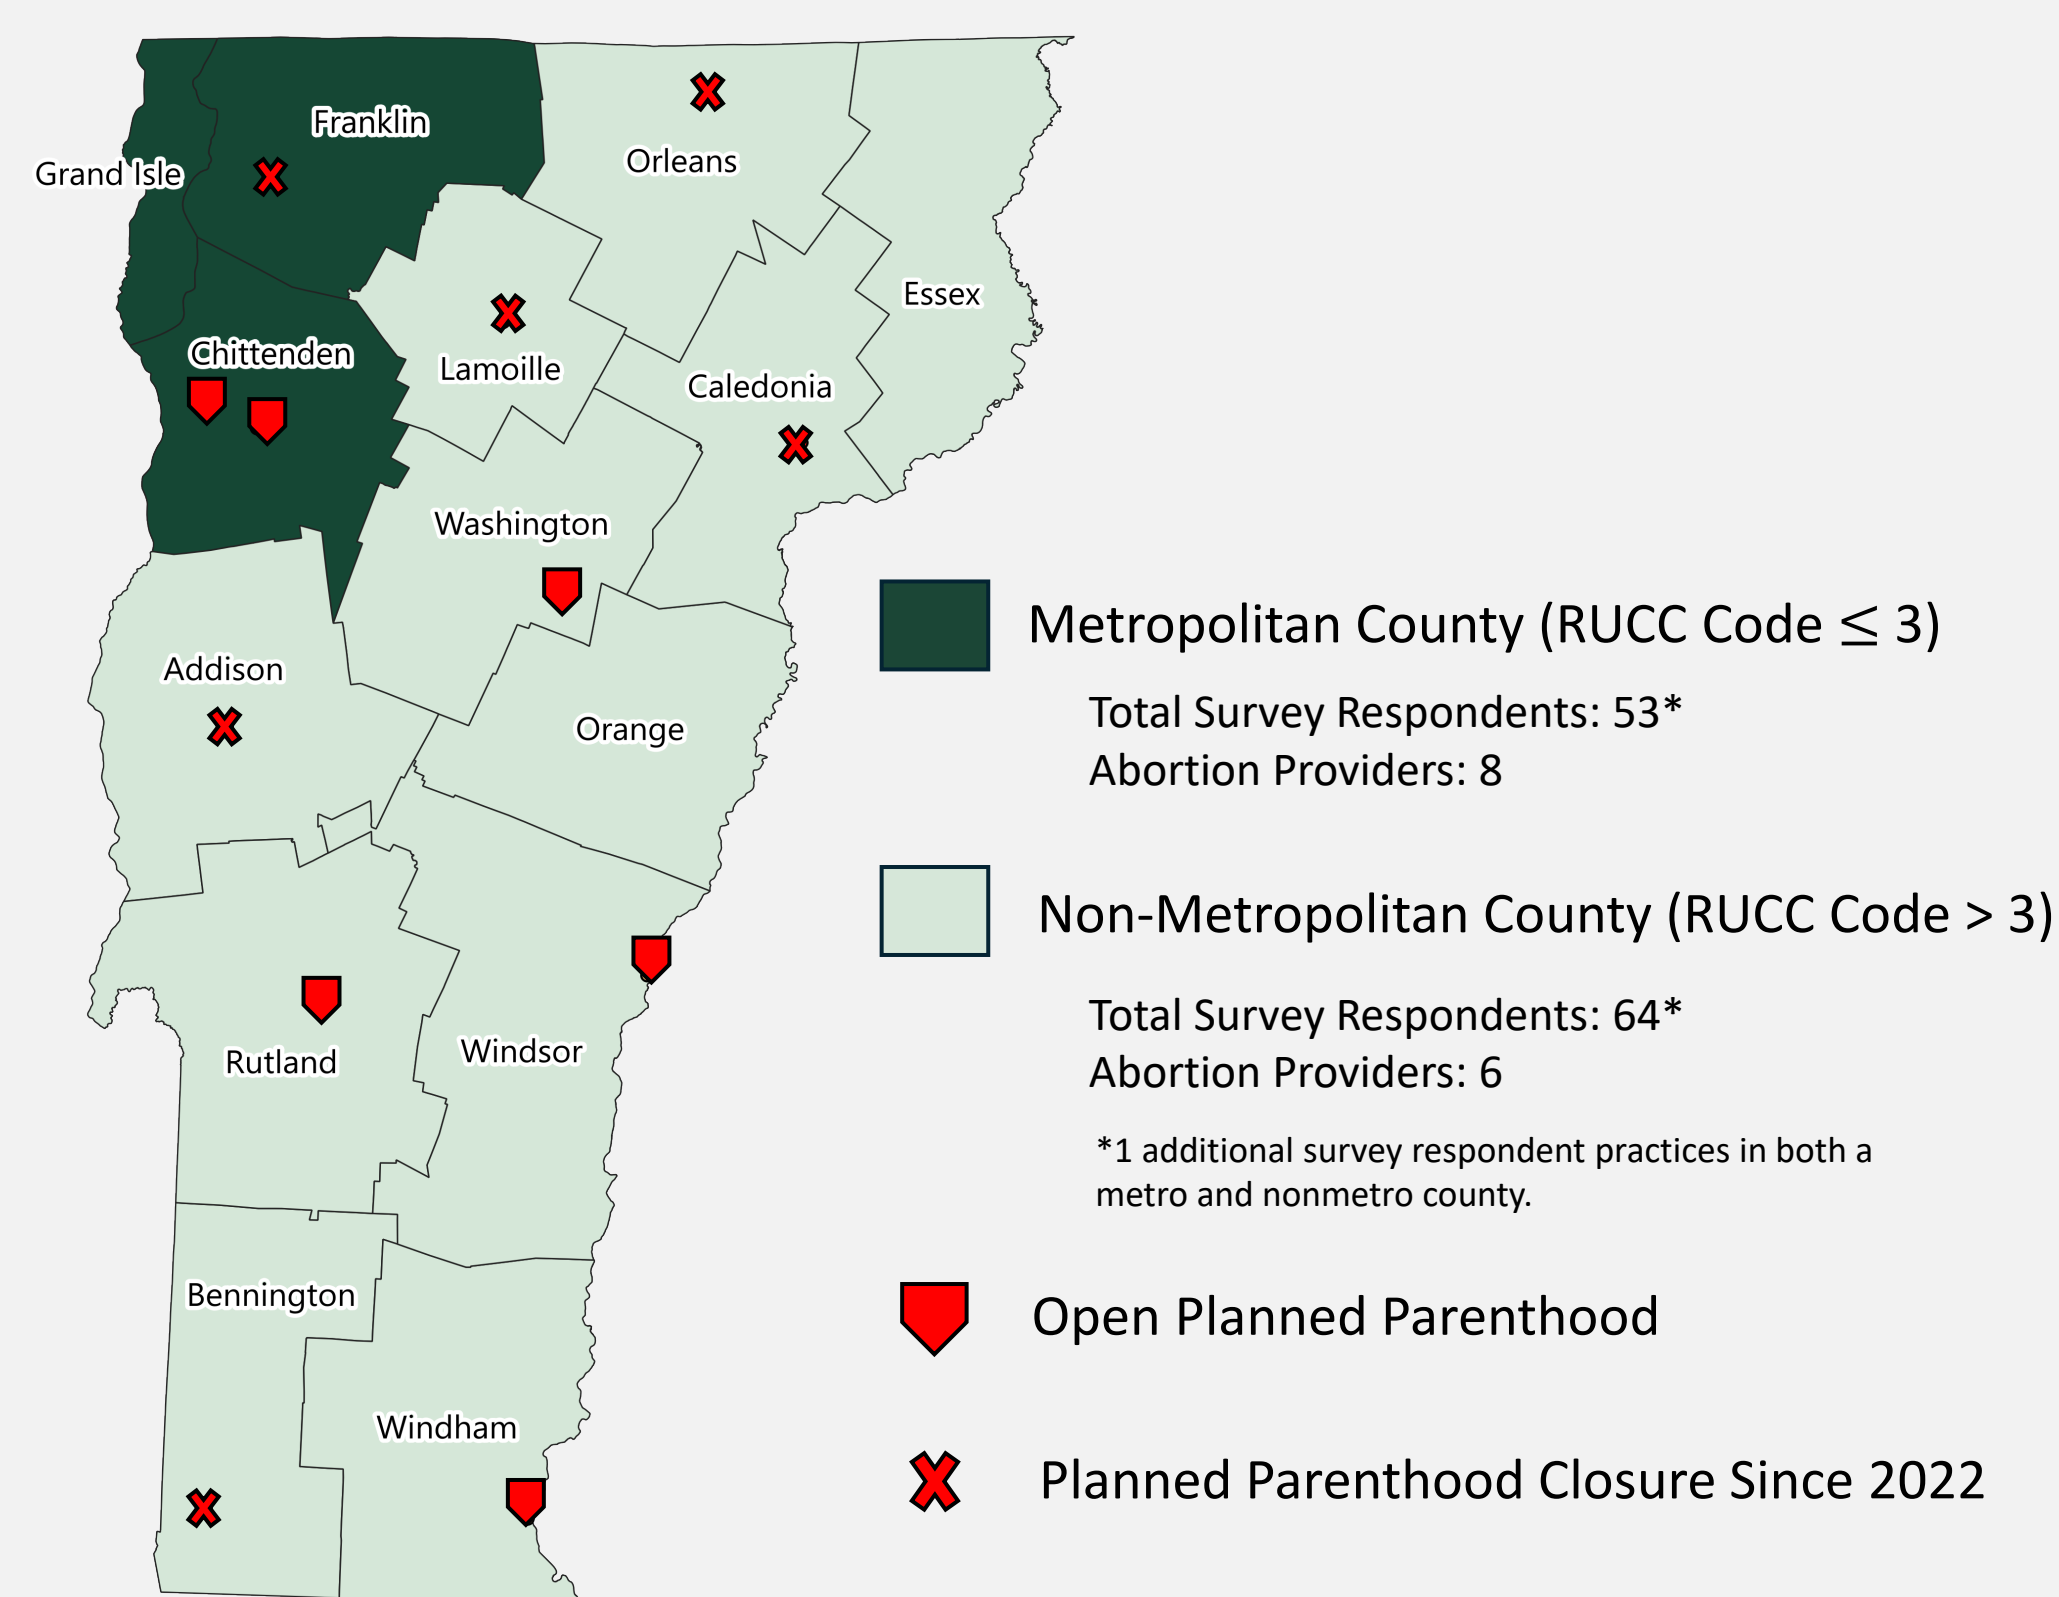 Franklin
Orleans
Grand Isle
Essex
Chittenden
Lamoille
Caledonia
Washington
Addison
Orange
Rutland
Windsor
Bennington
Windham
Metropolitan County (RUCC Code ≤ 3)
Total Survey Respondents: 53*
Abortion Providers: 8
Non-Metropolitan County (RUCC Code > 3)
Total Survey Respondents: 64*
Abortion Providers: 6
*1 additional survey respondent practices in both a
metro and nonmetro county.
Open Planned Parenthood
Planned Parenthood Closure Since 2022